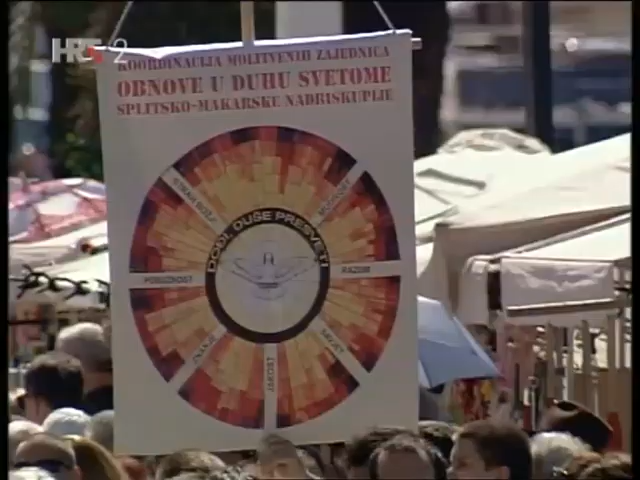 HRT 2
KOORDINACIJA MOLITVENIH ZAJEDNICA
OBNOVE U DUHU SVETOME
SPLITSKO-MAKARSKE NADBISKUPIJE
DOĐI, DUŠE PRESVETI
STRAH BOŽJI
MUDROST
POBOŽNOST
RAZUM
ZNANJE
SAVJET
JAKOST